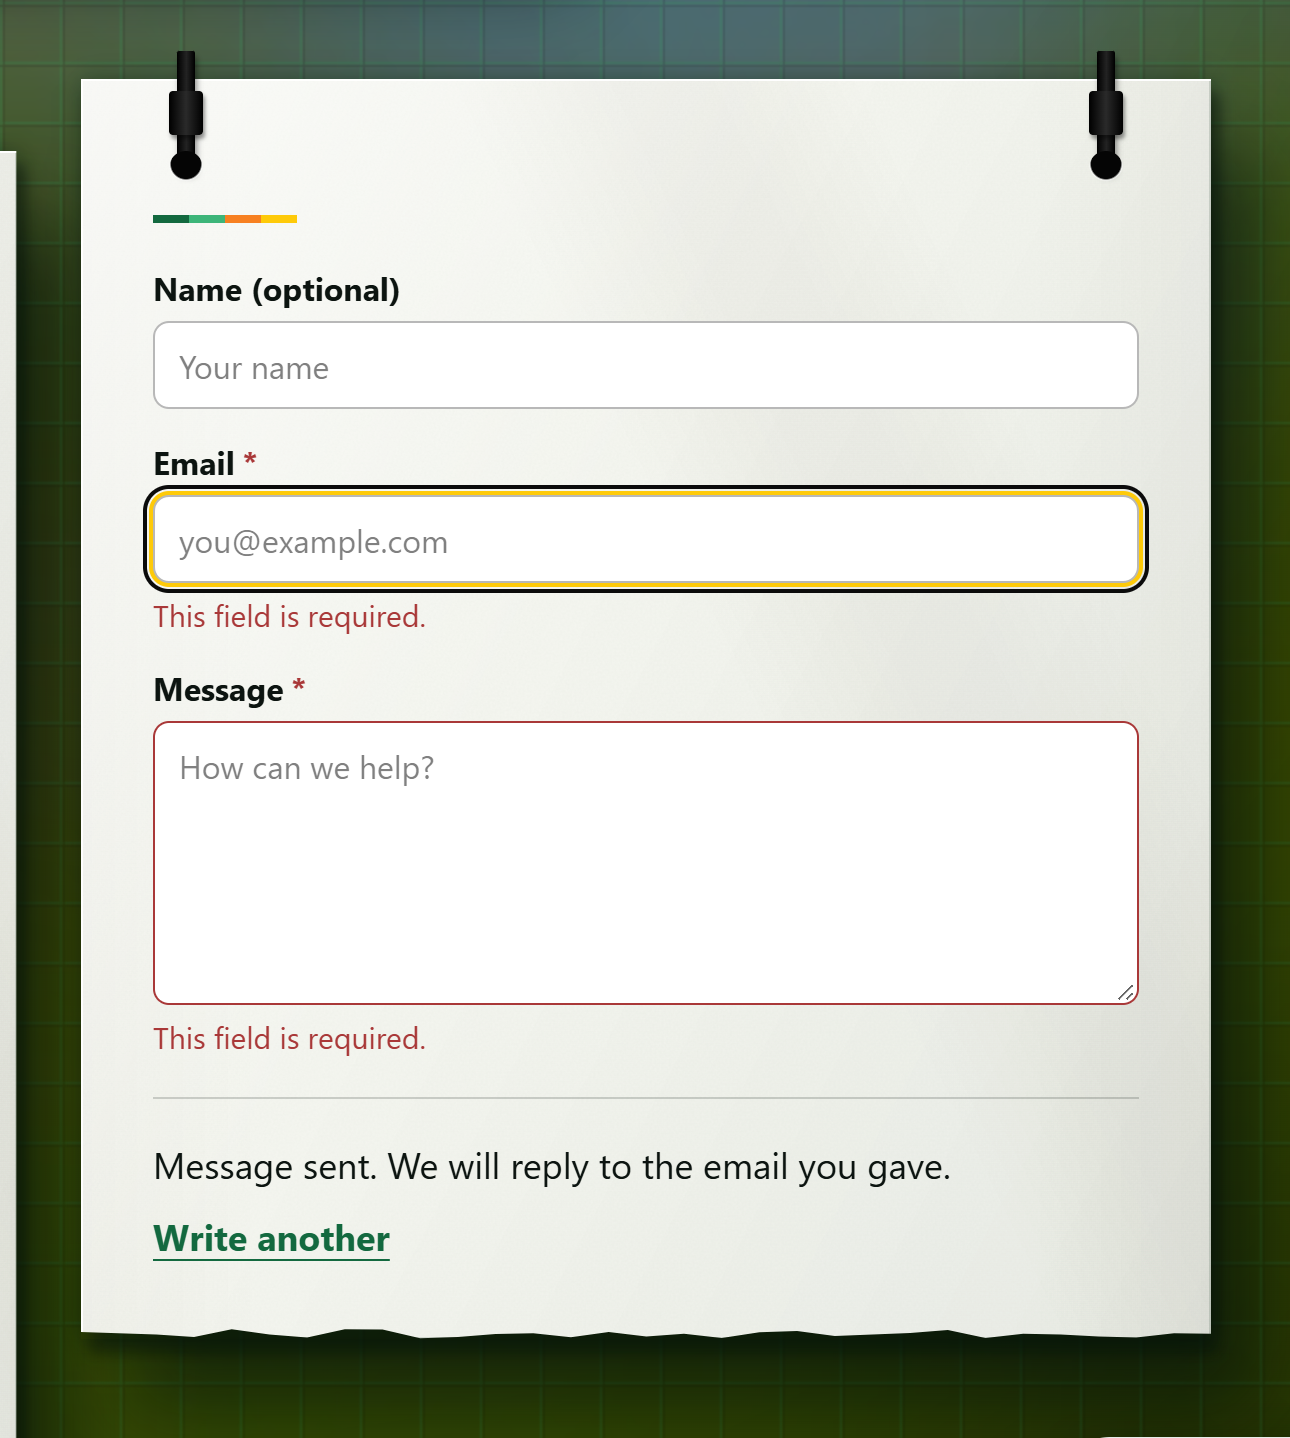 Name (optional)
Your name
Email *
you@example.com
This field is required.
Message *
How can we help?
This field is required.
Message sent. We will reply to the email you gave.
Write another